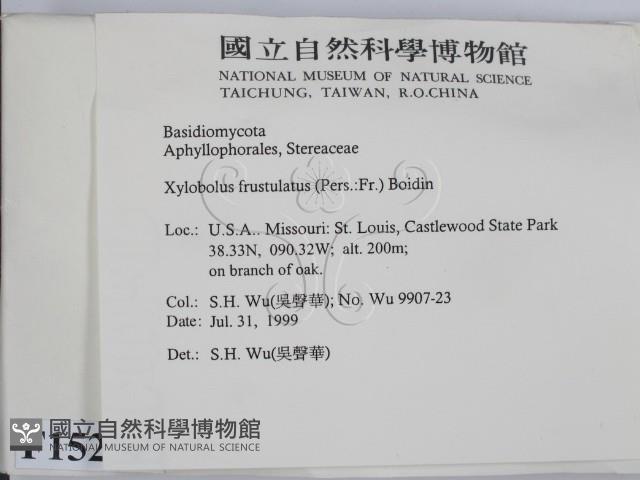 國立自然科學博物館
NATIONAL MUSEUM OF NATURAL SCIENCE
TAICHUNG, TAIWAN, R.O.CHINA
Basidiomycota
Aphyllophorales, Stereaceae
Xylobolus frustulatus (Pers.:Fr.) Boidin
Loc.: U.S.A.. Missouri: St. Louis, Castlewood State Park
38.33N, 090.32W; alt. 200m;
on branch of oak.
Col.: S.H. Wu(吳聲華); No. Wu 9907-23
Date: Jul. 31, 1999
Det.: S.H. Wu(吳聲華)
國立自然科學博物館
NATIONAL MUSEUM OF NATURAL SCIENCE
F152